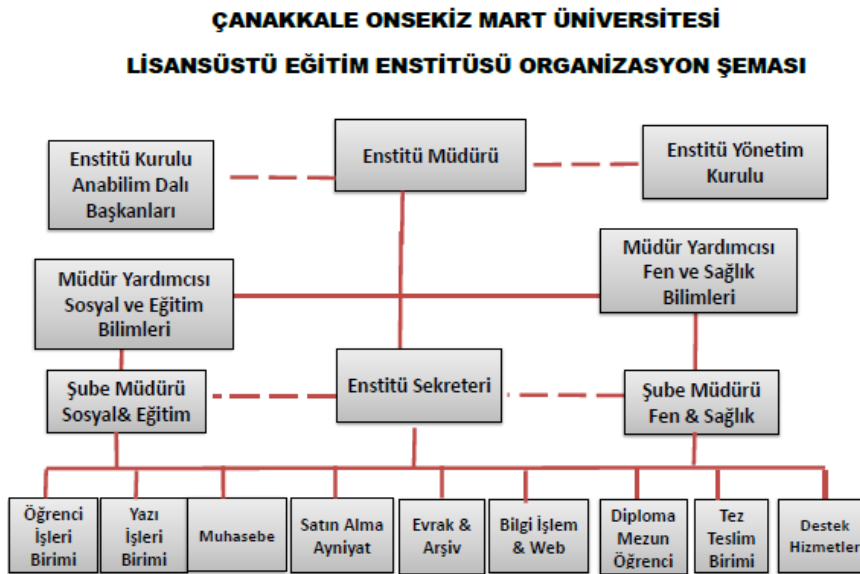 ÇANAKKALE ONSEKİZ MART ÜNİVERSİTESİ
LİSANSÜSTÜ EĞİTİM ENSTİTÜSÜ ORGANİZASYON ŞEMASI
Enstitü Kurulu
Anabilim Dalı
Başkanları
Enstitü Müdürü
Enstitü Yönetim
Kurulu
Müdür Yardımcısı
Sosyal ve Eğitim
Bilimleri
Müdür Yardımcısı
Fen ve Sağlık
Bilimleri
Şube Müdürü
Sosyal& Eğitim
Enstitü Sekreteri
Şube Müdürü
Fen & Sağlık
Öğrenci
İşleri
Birimi
Yazı
İşleri
Birimi
Muhasebe
Satın Alma
Ayniyat
Evrak &
Arşiv
Bilgi İşlem
& Web
Diploma
Mezun
Öğrenci
Tez
Teslim
Birimi
Destek
Hizmetler